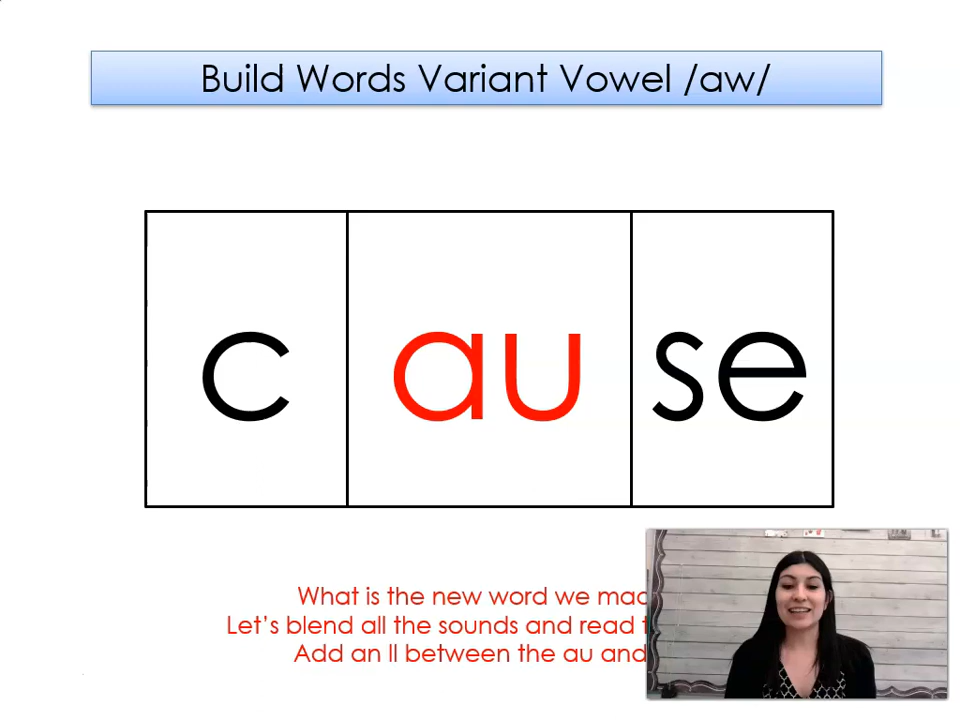 Build Words Variant Vowel /aw/
c au se
What is the new word we
Let's blend all the sounds and read
Add an ll between the au and